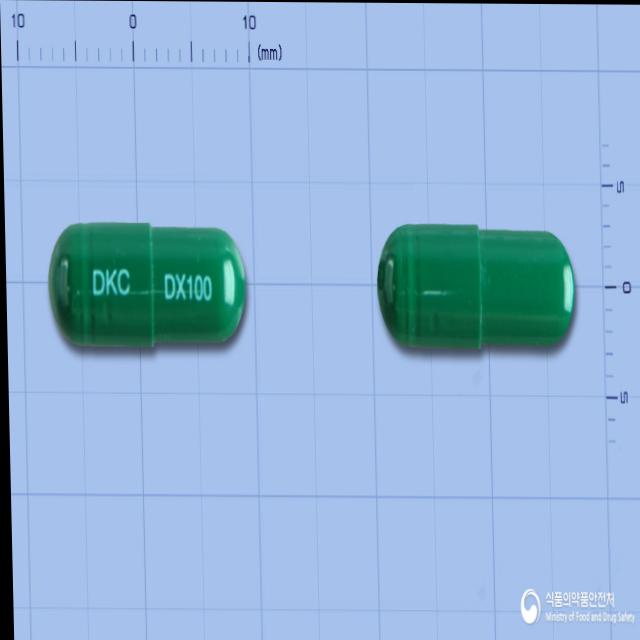 10 0 10
(mm)
5
0
5
DKC DX100
식품의약품안전처
Ministry of Food and Drug Safety